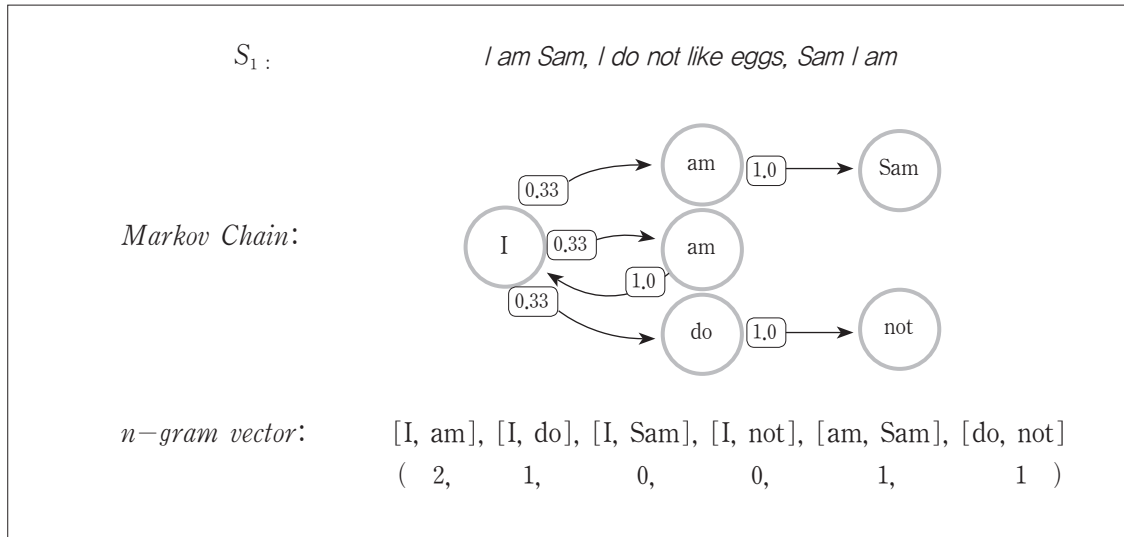 S1 : I am Sam, I do not like eggs, Sam I am
0.33 am 1.0 Sam
Markov Chain: I 0.33 am
1.0
0.33 do 1.0 not
n-gram vector: [I, am], [I, do], [I, Sam], [I, not], [am, Sam], [do, not]
( 2, 1, 0, 0, 1, 1 )